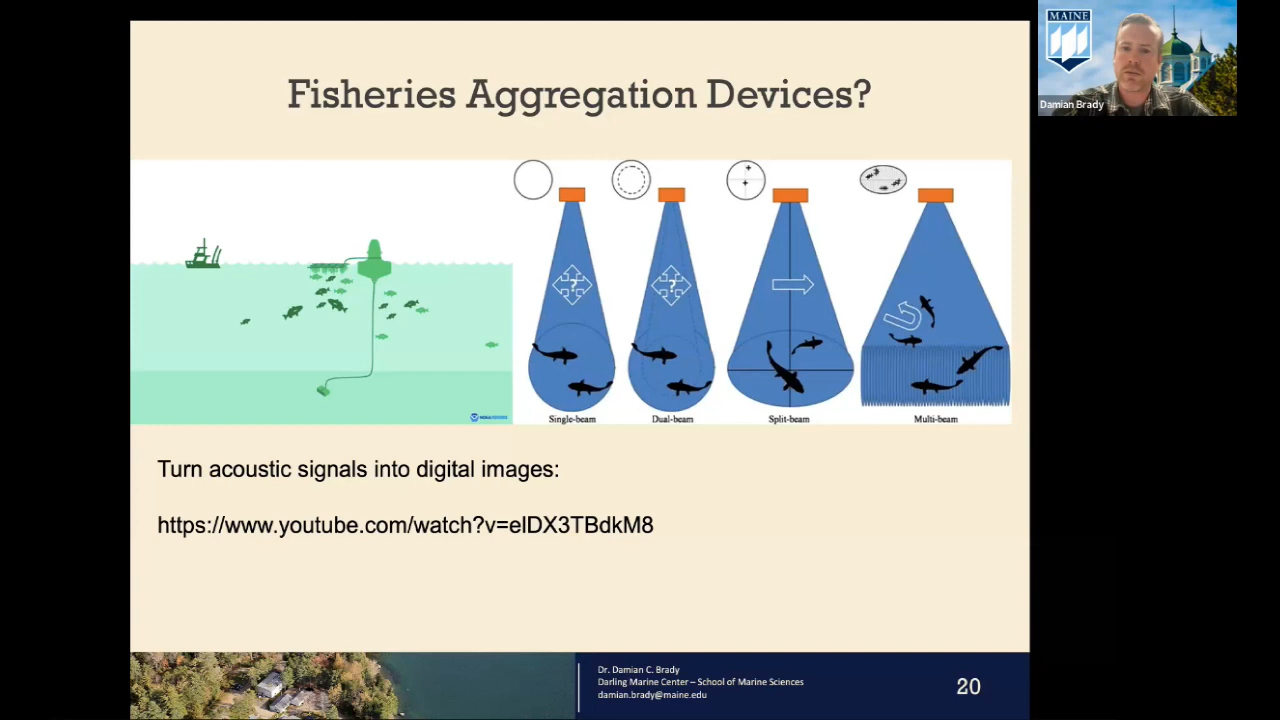 Fisheries Aggregation Devices?
MAINE
Damian Brady
?
?
Single-beam
Dual-beam
Split-beam
Multi-beam
Turn acoustic signals into digital images:
https://www.youtube.com/watch?v=elDX3TBdkM8
Dr. Damian C. Brady
Darling Marine Center – School of Marine Sciences
damian.brady@maine.edu
20